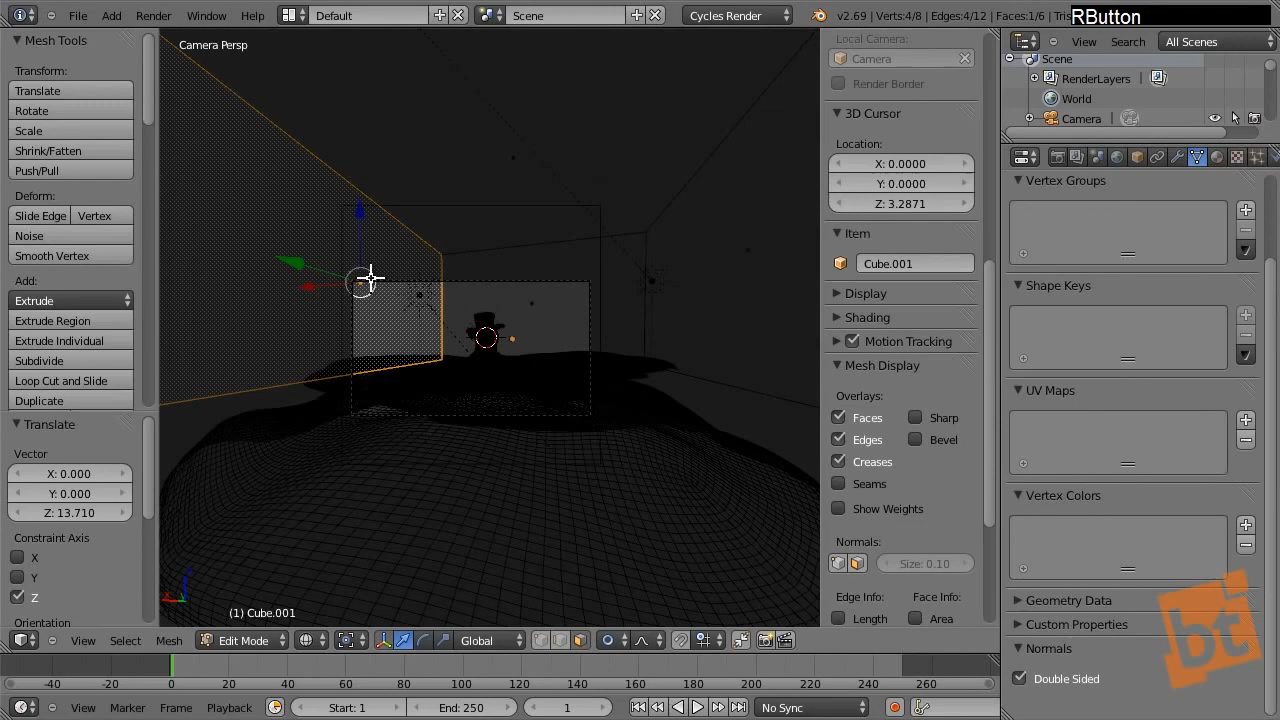 File Add Render Window Help Default Scene Cycles Render v2.69 | Verts:4/8 | Edges:4/12 | Faces:1/6 | Tris
RButton
Mesh Tools
Transform:
Translate
Rotate
Scale
Shrink/Fatten
Push/Pull
Deform:
Slide Edge Vertex
Noise
Smooth Vertex
Add:
Extrude
Extrude Region
Extrude Individual
Subdivide
Loop Cut and Slide
Duplicate
Translate
Vector
X: 0.000
Y: 0.000
Z: 13.710
Constraint Axis
X
Y
Z
Orientation
Camera Persp
(1) Cube.001
Local Camera:
Camera
Render Border
3D Cursor
Location:
X: 0.0000
Y: 0.0000
Z: 3.2871
Item
Cube.001
Display
Shading
Motion Tracking
Mesh Display
Overlays:
Faces Sharp
Edges Bevel
Creases
Seams
Show Weights
Normals:
Size: 0.10
Edge Info: Face Info:
Length Area
View Search All Scenes
Scene
RenderLayers
World
Camera
Vertex Groups
Shape Keys
UV Maps
Vertex Colors
Geometry Data
Custom Properties
Normals
Double Sided
bt
View Select Mesh Edit Mode Global
-40 -20 0 20 40 60 80 100 120 140 160 180 200 220 240 260
View Marker Frame Playback Start: 1 End: 250 1 No Sync